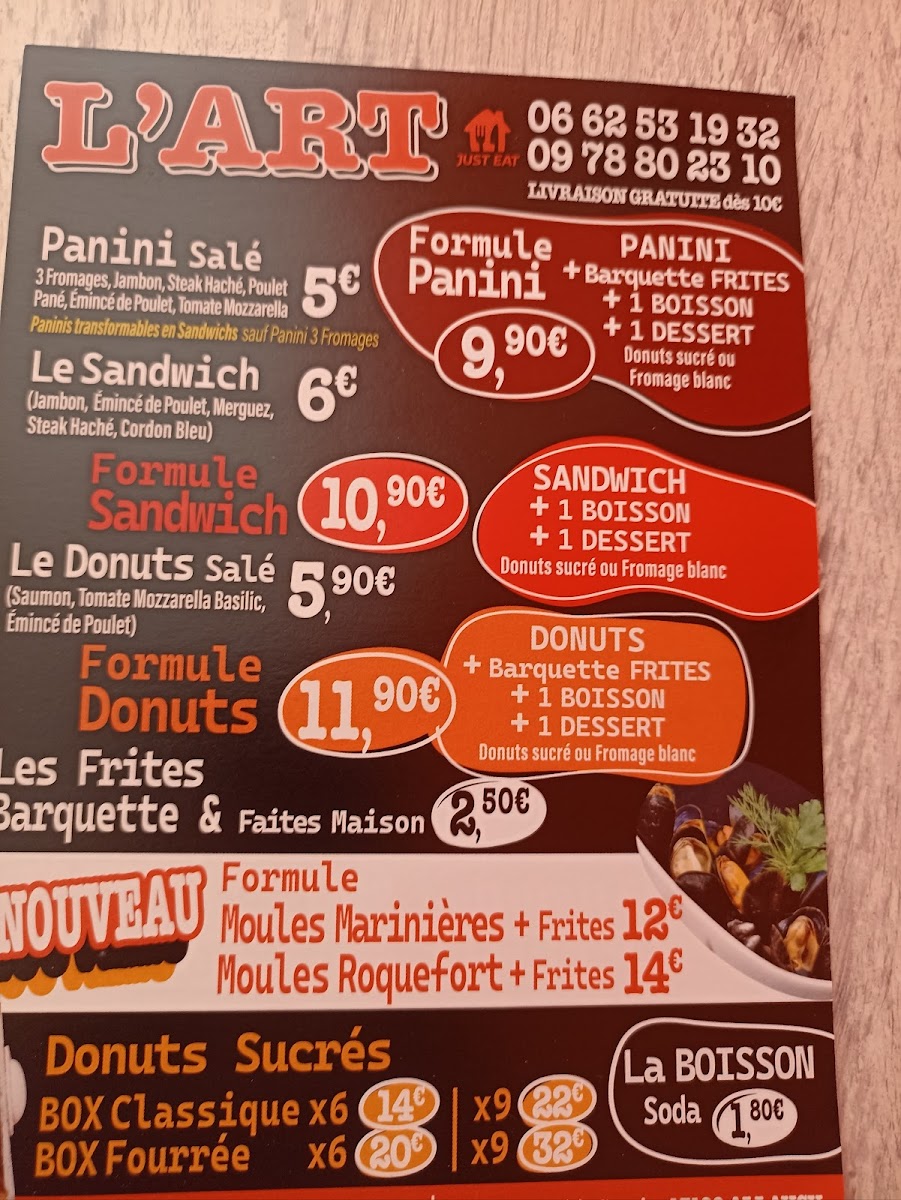 L'ART
JUST EAT
06 62 53 19 32
09 78 80 23 10
LIVRAISON GRATUITE dès 10€
Panini Salé
3 Fromages, Jambon, Steak Haché, Poulet
Pané, Émincé de Poulet, Tomate Mozzarella
5€
Paninis transformables en Sandwichs sauf Panini 3 Fromages
Formule
Panini
9,90€
PANINI
+ Barquette FRITES
+ 1 BOISSON
+ 1 DESSERT
Donuts sucré ou
Fromage blanc
Le Sandwich
(Jambon, Émincé de Poulet, Merguez,
Steak Haché, Cordon Bleu)
6€
Formule
Sandwich
10,90€
SANDWICH
+ 1 BOISSON
+ 1 DESSERT
Donuts sucré ou Fromage blanc
Le Donuts Salé
(Saumon, Tomate Mozzarella Basilic,
Émincé de Poulet)
5,90€
Formule
Donuts
11,90€
DONUTS
+ Barquette FRITES
+ 1 BOISSON
+ 1 DESSERT
Donuts sucré ou Fromage blanc
Les Frites
Barquette & Faites Maison 2,50€
NOUVEAU
Formule
Moules Marinières + Frites 12€
Moules Roquefort + Frites 14€
Donuts Sucrés
BOX Classique x6 14€ | x9 22€
BOX Fourrée x6 20€ | x9 32€
La BOISSON
Soda 1,80€